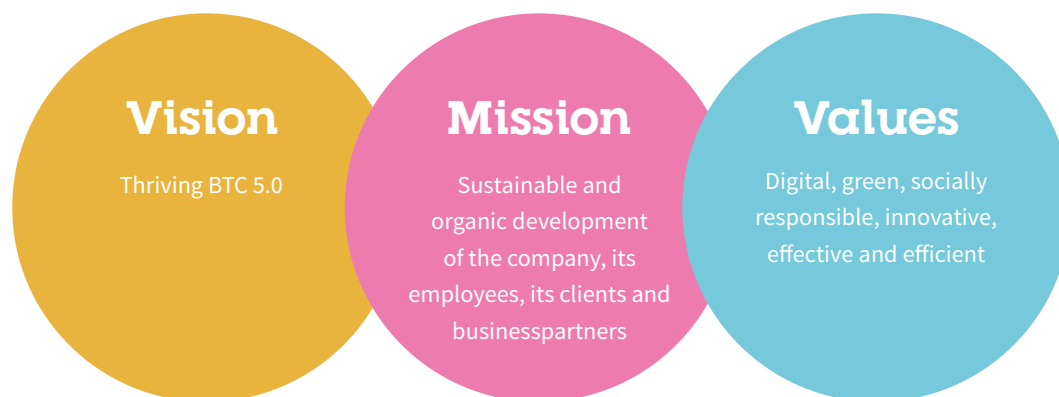 Vision
Thriving BTC 5.0
Mission
Sustainable and
organic development
of the company, its
employees, its clients and
businesspartners
Values
Digital, green, socially
responsible, innovative,
effective and efficient